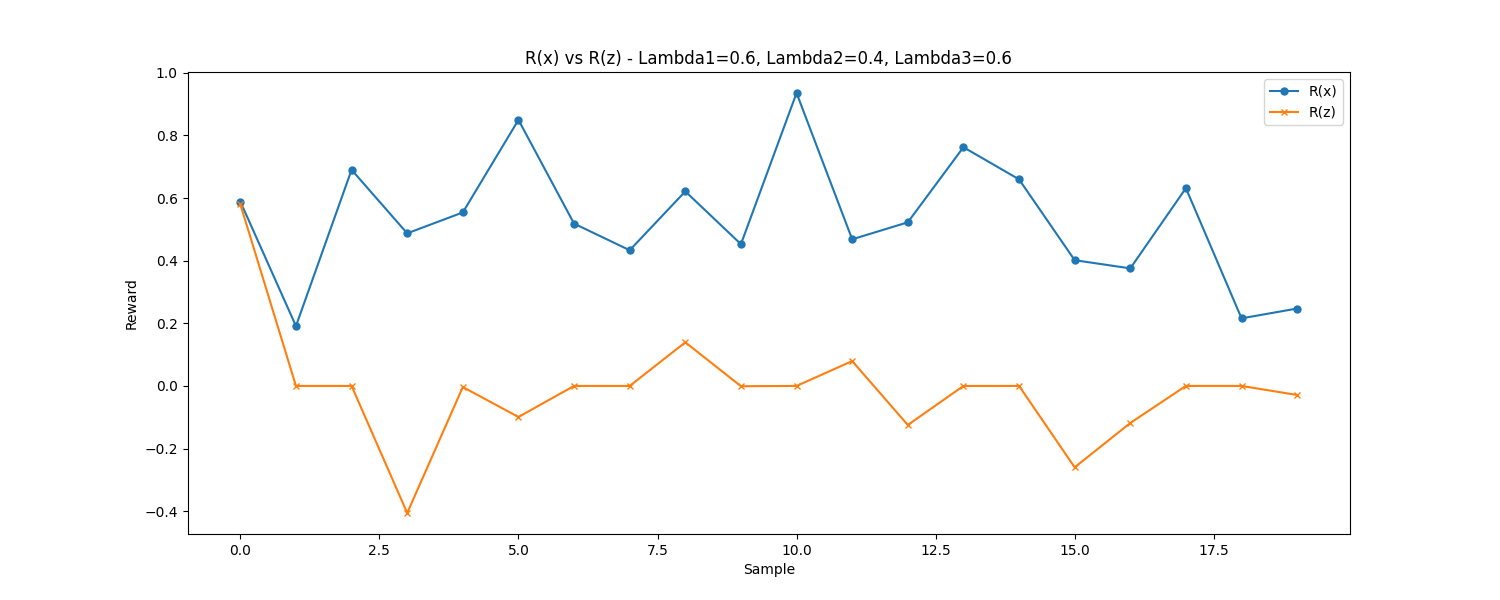 R(x) vs R(z) - Lambda1=0.6, Lambda2=0.4, Lambda3=0.6
R(x)
R(z)
Reward
1.0
0.8
0.6
0.4
0.2
0.0
−0.2
−0.4
0.0 2.5 5.0 7.5 10.0 12.5 15.0 17.5
Sample